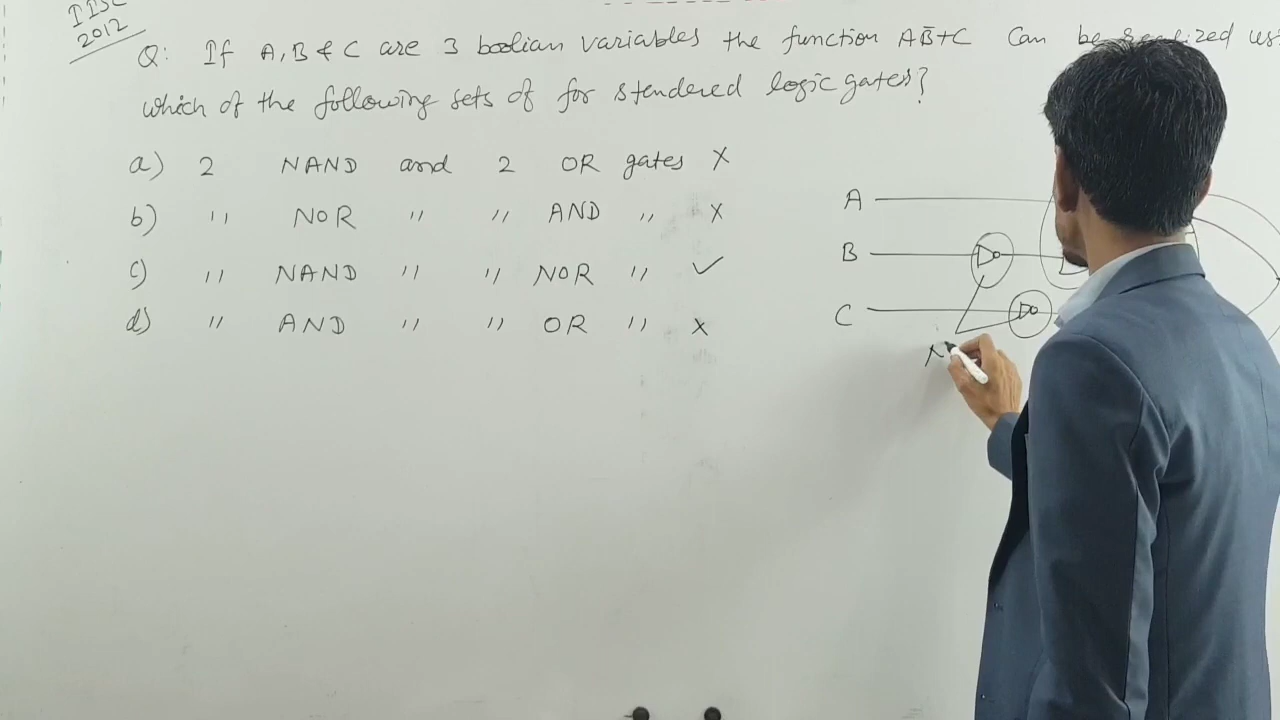 IISC
2012
Q: If A, B & C are 3 boolian variables the function AB̅+C Can be realized
which of the following sets of for stendered logic gates?
a) 2 NAND and 2 OR gates X
b) " NOR " " AND " X
c) " NAND " " NOR " ✓
d) " AND " " OR " X
A
B
C